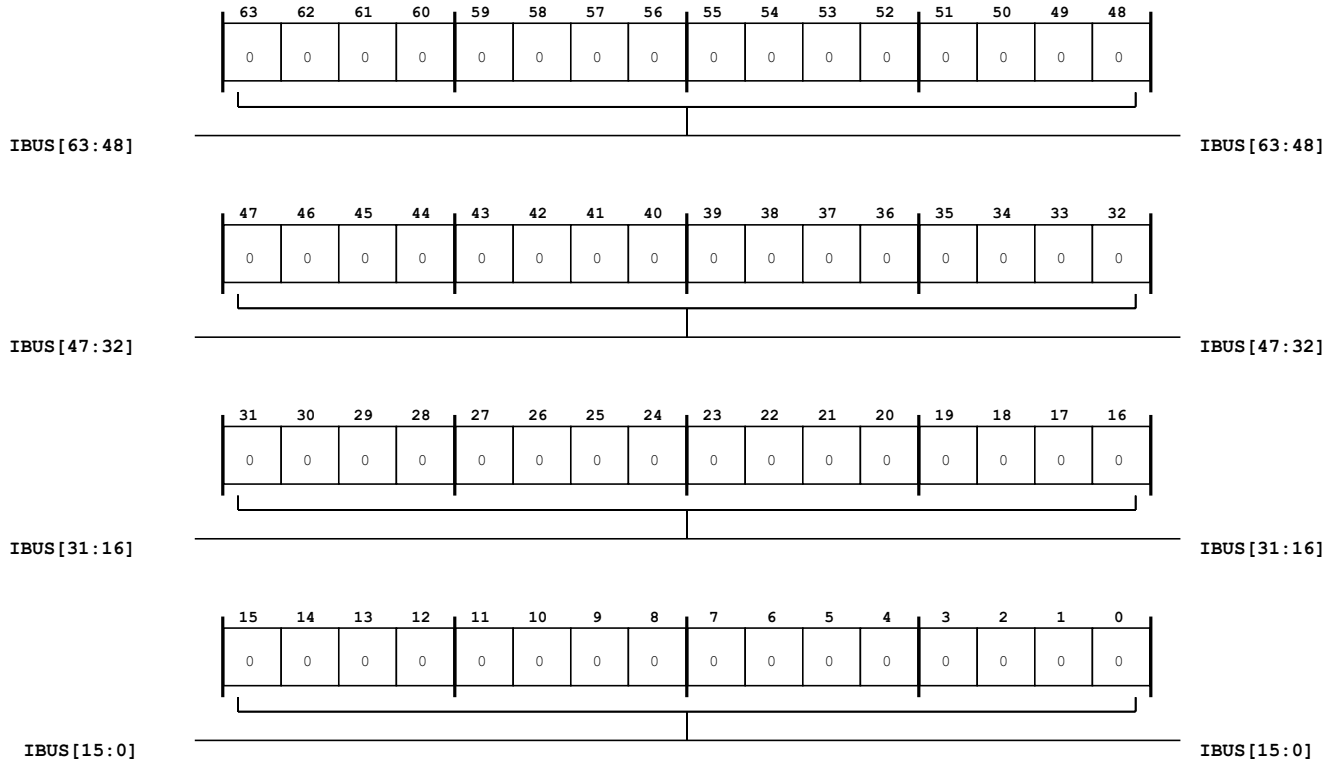 63 62 61 60 59 58 57 56 55 54 53 52 51 50 49 48
0 0 0 0 0 0 0 0 0 0 0 0 0 0 0 0
IBUS[63:48] IBUS[63:48]
47 46 45 44 43 42 41 40 39 38 37 36 35 34 33 32
0 0 0 0 0 0 0 0 0 0 0 0 0 0 0 0
IBUS[47:32] IBUS[47:32]
31 30 29 28 27 26 25 24 23 22 21 20 19 18 17 16
0 0 0 0 0 0 0 0 0 0 0 0 0 0 0 0
IBUS[31:16] IBUS[31:16]
15 14 13 12 11 10 9 8 7 6 5 4 3 2 1 0
0 0 0 0 0 0 0 0 0 0 0 0 0 0 0 0
IBUS[15:0] IBUS[15:0]